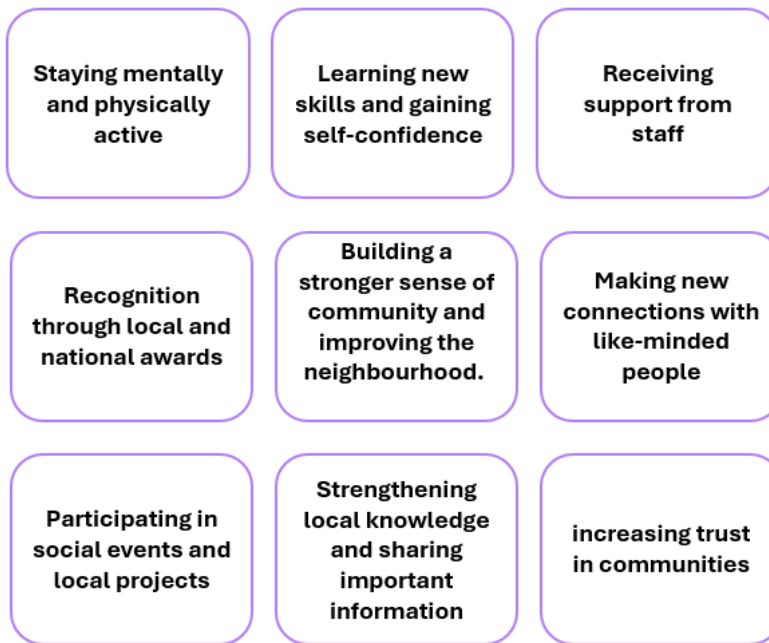 Staying mentally
and physically
active
Learning new
skills and gaining
self-confidence
Receiving
support from
staff
Recognition
through local and
national awards
Building a
stronger sense of
community and
improving the
neighbourhood.
Making new
connections with
like-minded
people
Participating in
social events and
local projects
Strengthening
local knowledge
and sharing
important
information
increasing trust
in communities